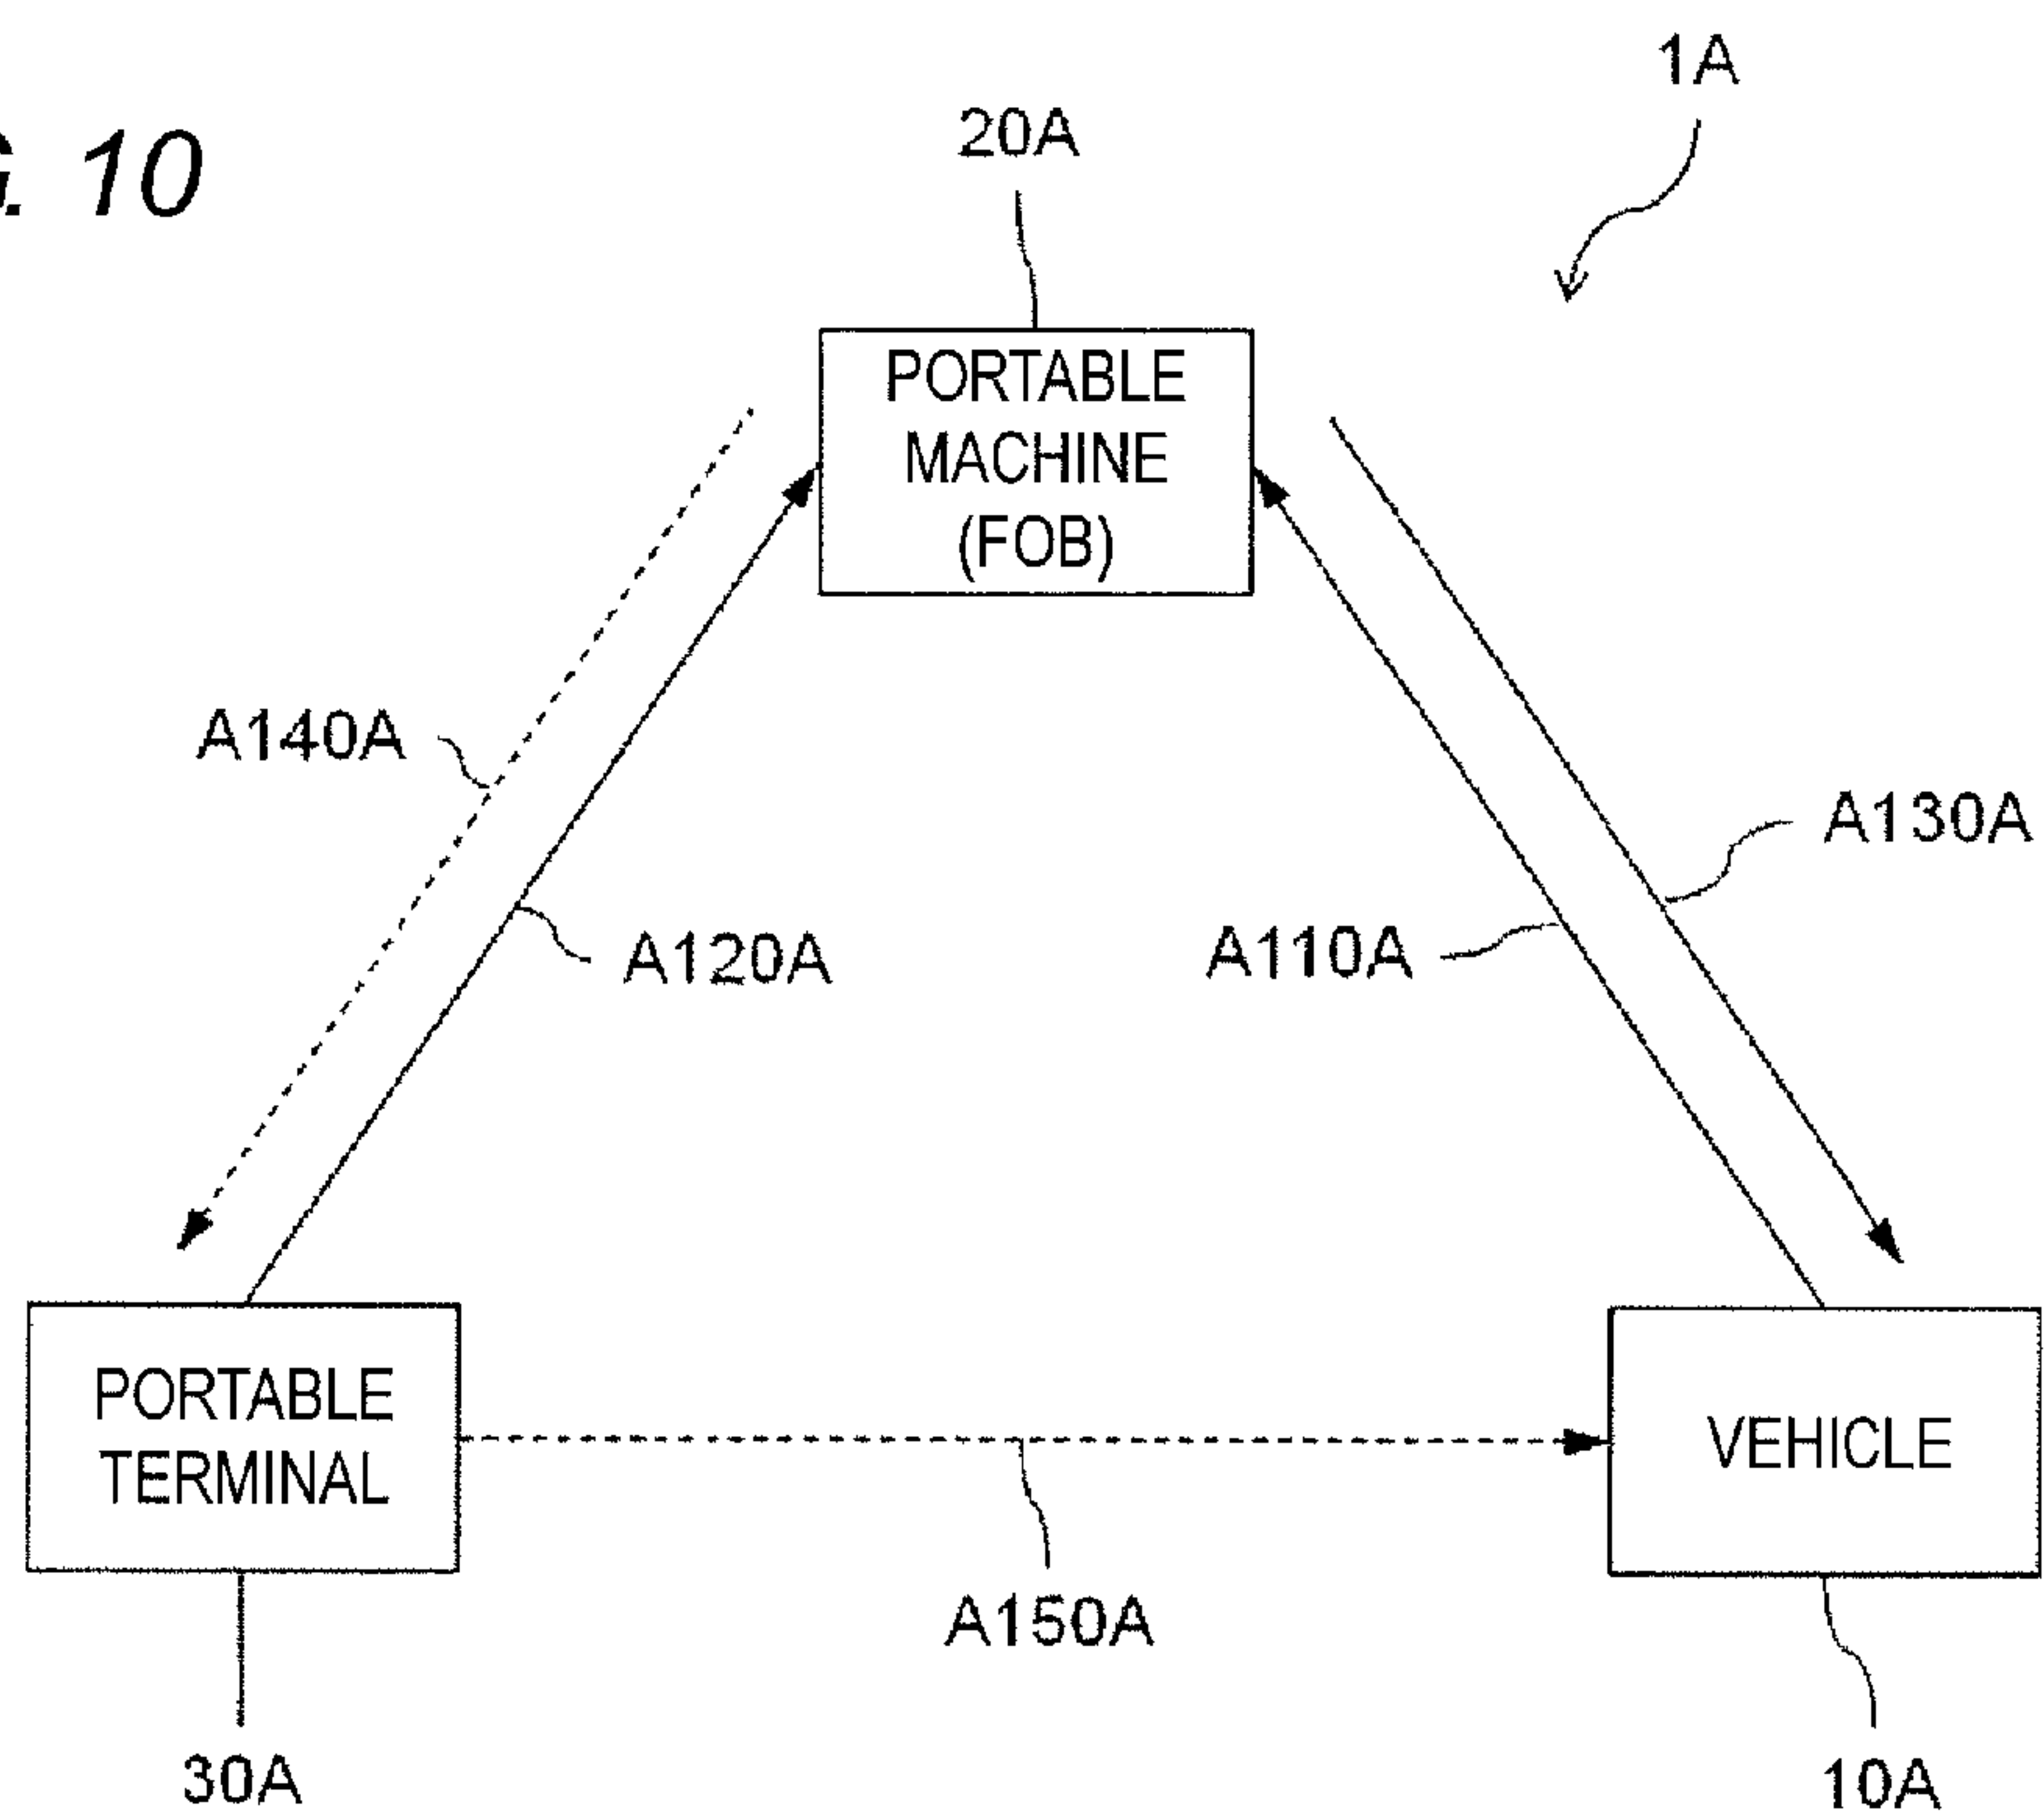 1A
20A
G. 10
PORTABLE
MACHINE
(FOB)
A140A
A130A
A120A
A110A
PORTABLE
TERMINAL
VEHICLE
A150A
30A
10A